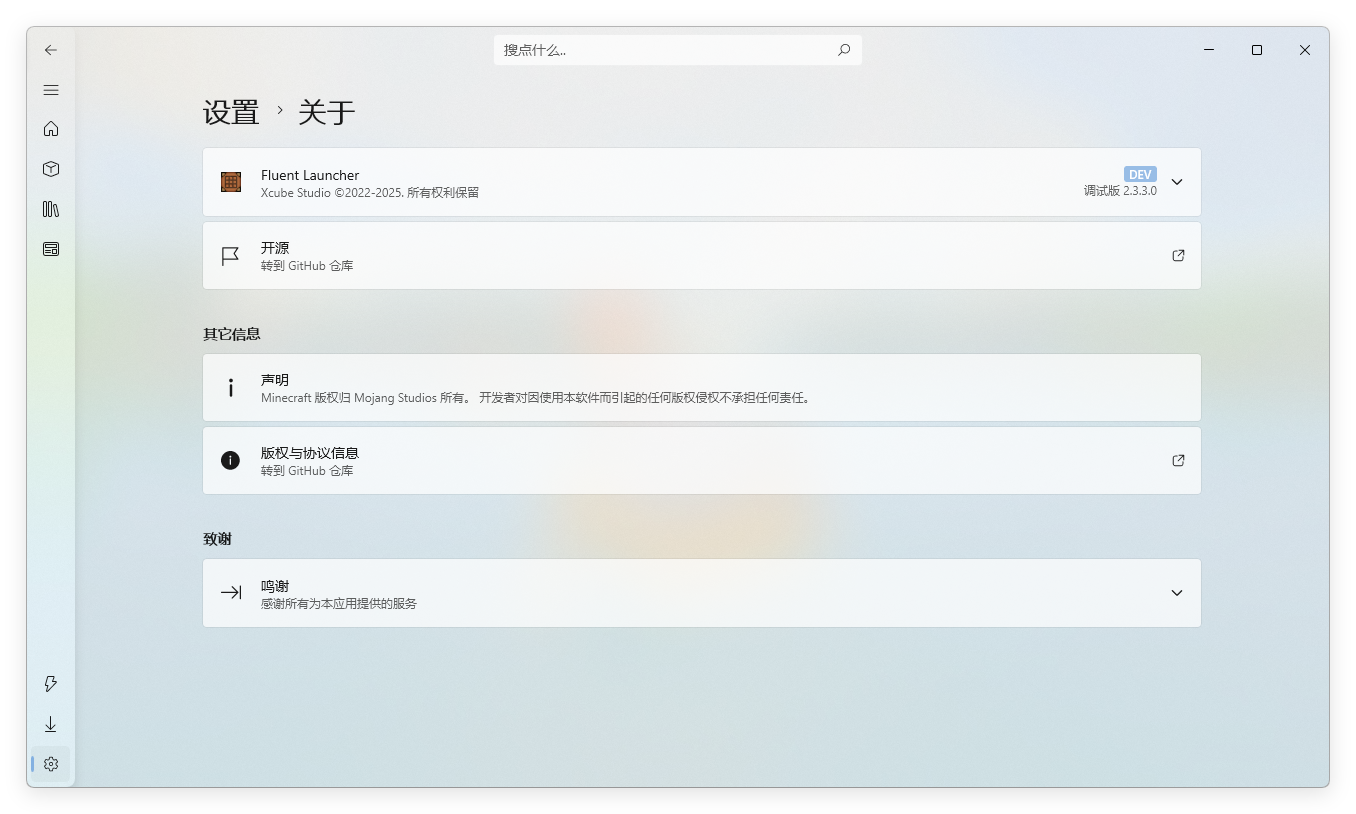 搜点什么..
设置 › 关于
Fluent Launcher
Xcube Studio ©2022-2025. 所有权利保留
DEV
调试版 2.3.3.0
开源
转到 GitHub 仓库
其它信息
声明
Minecraft 版权归 Mojang Studios 所有。 开发者对因使用本软件而引起的任何版权侵权不承担任何责任。
版权与协议信息
转到 GitHub 仓库
致谢
鸣谢
感谢所有为本应用提供的服务